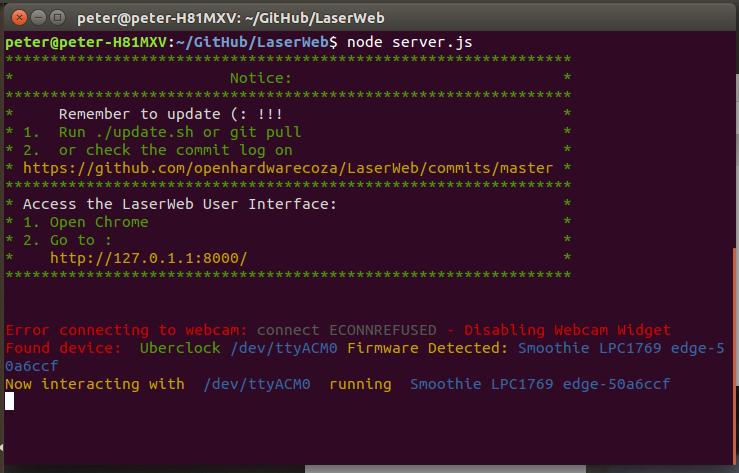 peter@peter-H81MXV: ~/GitHub/LaserWeb
peter@peter-H81MXV:~/GitHub/LaserWeb$ node server.js
***************************************************************
* Notice: *
***************************************************************
* Remember to update (: !!! *
* 1. Run ./update.sh or git pull *
* 2. or check the commit log on *
* https://github.com/openhardwarecoza/LaserWeb/commits/master *
***************************************************************
* Access the LaserWeb User Interface: *
* 1. Open Chrome *
* 2. Go to : *
* http://127.0.1.1:8000/ *
***************************************************************
Error connecting to webcam: connect ECONNREFUSED - Disabling Webcam Widget
Found device: Uberclock /dev/ttyACM0 Firmware Detected: Smoothie LPC1769 edge-5
0a6ccf
Now interacting with /dev/ttyACM0 running Smoothie LPC1769 edge-50a6ccf